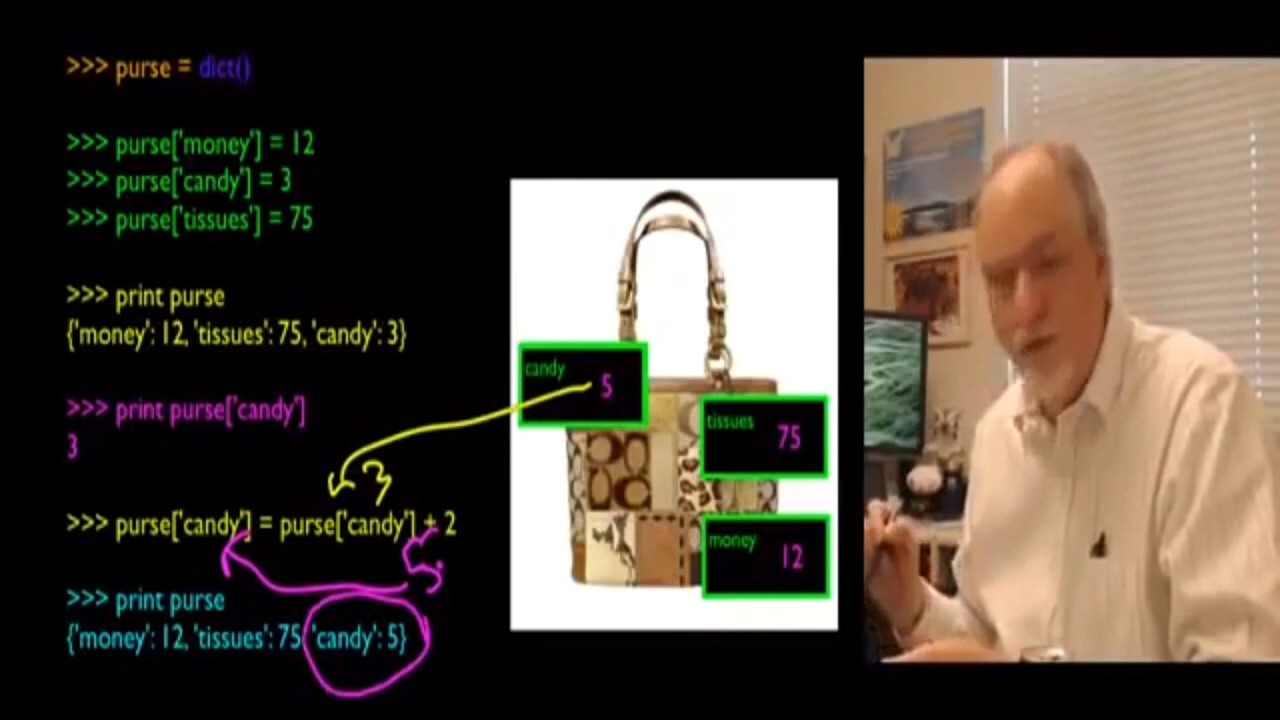 >>> purse = dict()
>>> purse['money'] = 12
>>> purse['candy'] = 3
>>> purse['tissues'] = 75
>>> print purse
{'money': 12, 'tissues': 75, 'candy': 3}
>>> print purse['candy']
3
3
>>> purse['candy'] = purse['candy'] + 2
5
>>> print purse
{'money': 12, 'tissues': 75, 'candy': 5}
candy 5
tissues 75
money 12